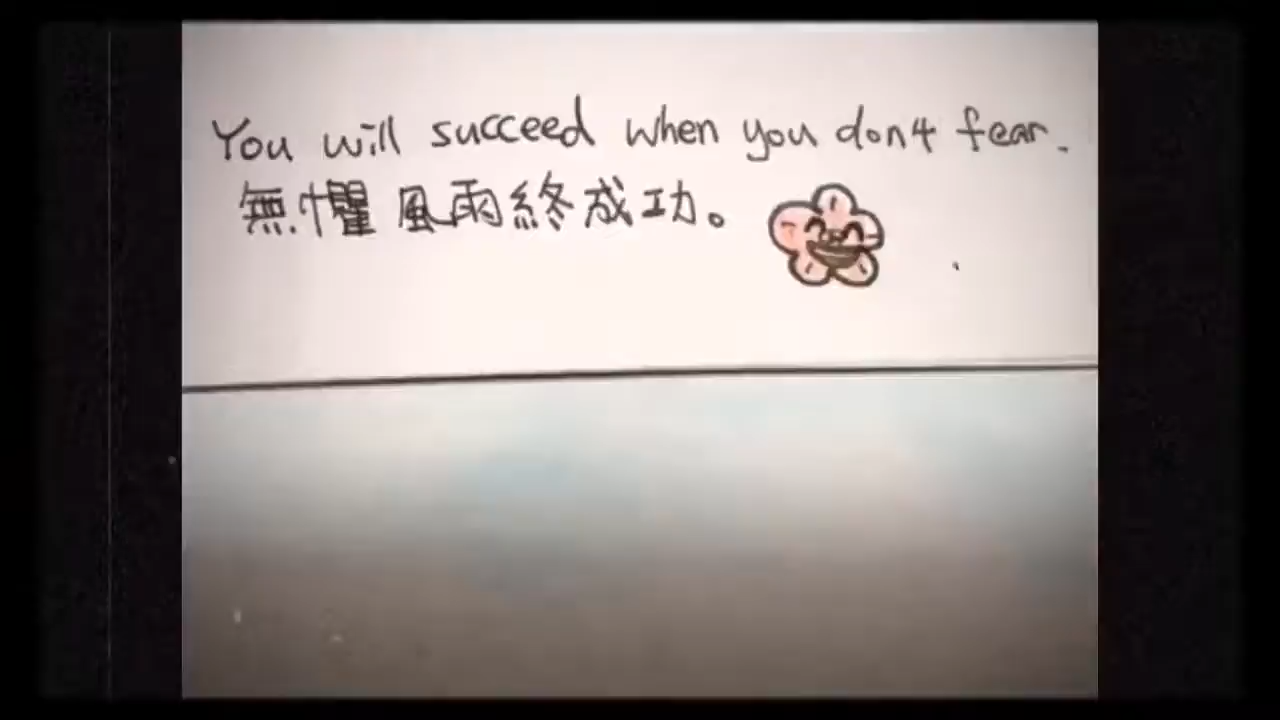 You will succeed when you don't fear.
無懼風雨終成功。